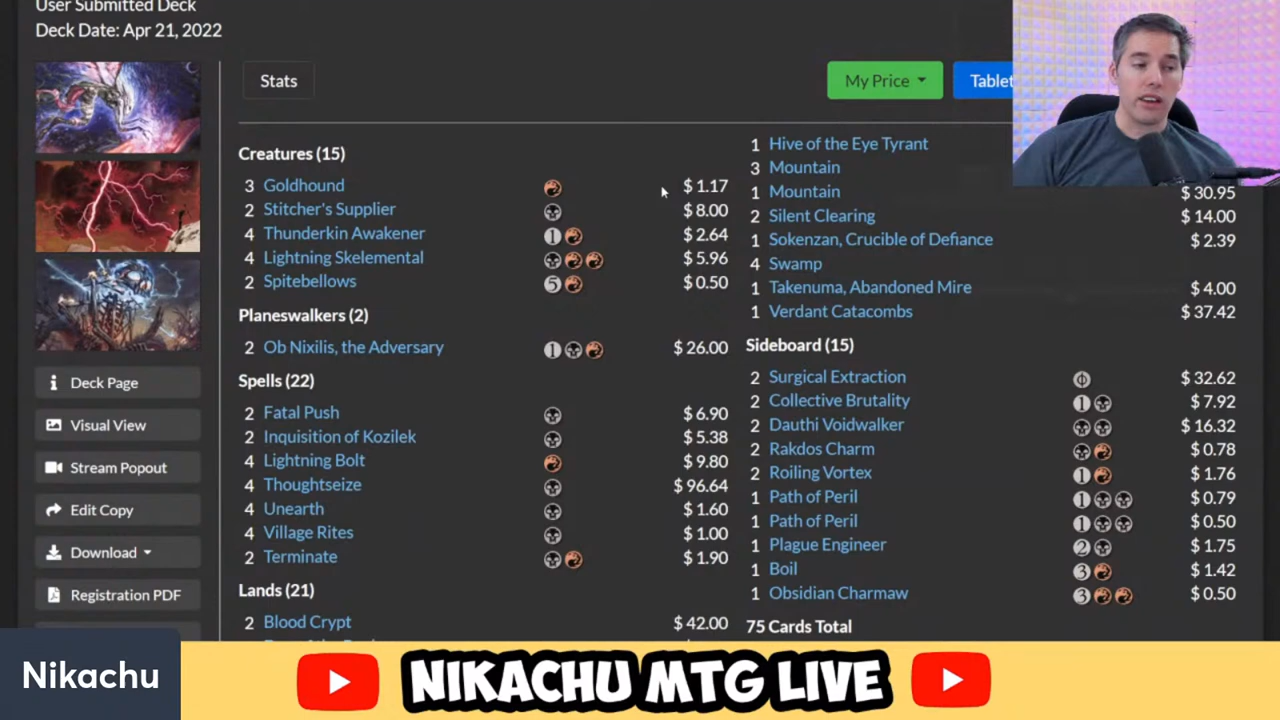 User Submitted Deck
Deck Date: Apr 21, 2022
Stats
My Price
Tablet
Creatures (15)
3 Goldhound $ 1.17
2 Stitcher's Supplier $ 8.00
4 Thunderkin Awakener 1 $ 2.64
4 Lightning Skelemental $ 5.96
2 Spitebellows 5 $ 0.50
Planeswalkers (2)
2 Ob Nixilis, the Adversary 1 $ 26.00
Spells (22)
2 Fatal Push $ 6.90
2 Inquisition of Kozilek $ 5.38
4 Lightning Bolt $ 9.80
4 Thoughtseize $ 96.64
4 Unearth $ 1.60
4 Village Rites $ 1.00
2 Terminate $ 1.90
Lands (21)
2 Blood Crypt $ 42.00
1 Hive of the Eye Tyrant
3 Mountain
1 Mountain $ 30.95
2 Silent Clearing $ 14.00
1 Sokenzan, Crucible of Defiance $ 2.39
4 Swamp
1 Takenuma, Abandoned Mire $ 4.00
1 Verdant Catacombs $ 37.42
Sideboard (15)
2 Surgical Extraction $ 32.62
2 Collective Brutality 1 $ 7.92
2 Dauthi Voidwalker $ 16.32
2 Rakdos Charm $ 0.78
2 Roiling Vortex 1 $ 1.76
1 Path of Peril 1 $ 0.79
1 Path of Peril 1 $ 0.50
1 Plague Engineer 2 $ 1.75
1 Boil 3 $ 1.42
1 Obsidian Charmaw 3 $ 0.50
75 Cards Total
Deck Page
Visual View
Stream Popout
Edit Copy
Download
Registration PDF
Nikachu
NIKACHU MTG LIVE